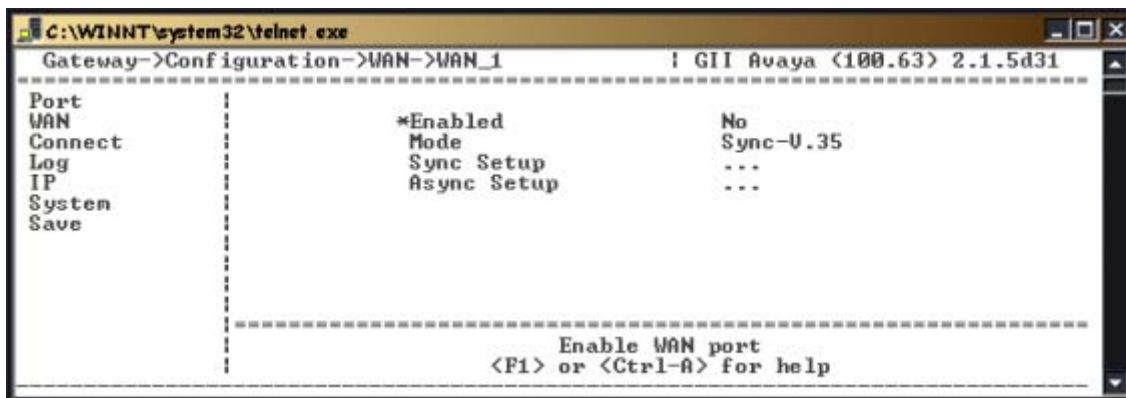 C:\WINNT\system32\telnet.exe
Gateway->Configuration->WAN->WAN_1 | GII Avaya <100.63> 2.1.5d31
Port
WAN *Enabled No
Connect Mode Sync-V.35
Log Sync Setup ...
IP Async Setup ...
System
Save
Enable WAN port
<F1> or <Ctrl-A> for help